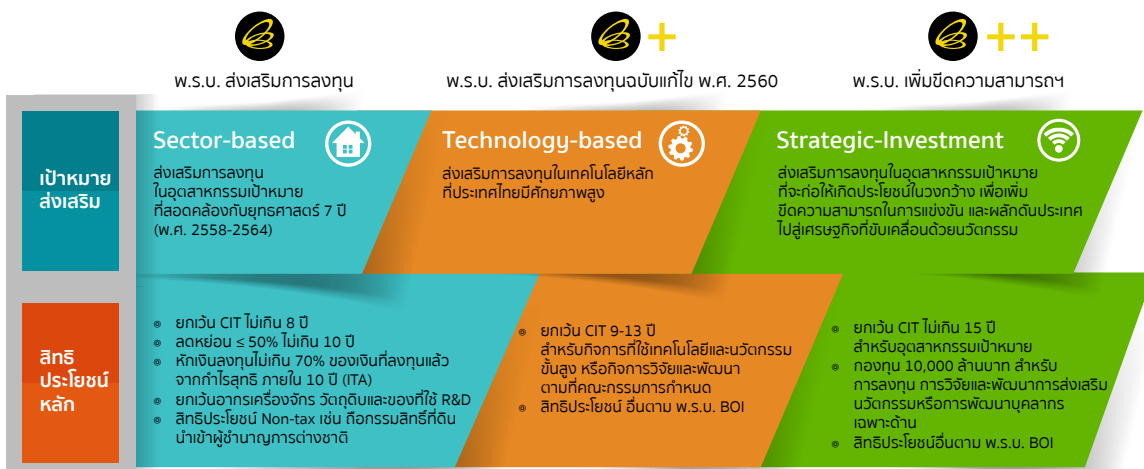 +
++
พ.ร.บ. ส่งเสริมการลงทุน
พ.ร.บ. ส่งเสริมการลงทุนฉบับแก้ไข พ.ศ. 2560
พ.ร.บ. เพิ่มขีดความสามารถฯ
เป้าหมาย
ส่งเสริม
Sector-based
ส่งเสริมการลงทุน
ในอุตสาหกรรมเป้าหมาย
ที่สอดคล้องกับยุทธศาสตร์ 7 ปี
(พ.ศ. 2558-2564)
Technology-based
ส่งเสริมการลงทุนในเทคโนโลยีหลัก
ที่ประเทศไทยมีศักยภาพสูง
Strategic-Investment
ส่งเสริมการลงทุนในอุตสาหกรรมเป้าหมาย
ที่จะก่อให้เกิดประโยชน์ในวงกว้าง เพื่อเพิ่ม
ขีดความสามารถในการแข่งขัน และผลักดันประเทศ
ไปสู่เศรษฐกิจที่ขับเคลื่อนด้วยนวัตกรรม
สิทธิ
ประโยชน์
หลัก
ยกเว้น CIT ไม่เกิน 8 ปี
ลดหย่อน ≤ 50% ไม่เกิน 10 ปี
หักเงินลงทุนไม่เกิน 70% ของเงินที่ลงทุนแล้ว
จากกำไรสุทธิ ภายใน 10 ปี (ITA)
ยกเว้นอากรเครื่องจักร วัตถุดิบและของที่ใช้ R&D
สิทธิประโยชน์ Non-tax เช่น ถือกรรมสิทธิ์ที่ดิน
นำเข้าผู้ชำนาญการต่างชาติ
ยกเว้น CIT 9-13 ปี
สำหรับกิจการที่ใช้เทคโนโลยีและนวัตกรรม
ขั้นสูง หรือกิจการวิจัยและพัฒนา
ตามที่คณะกรรมการกำหนด
สิทธิประโยชน์ อื่นตาม พ.ร.บ. BOI
ยกเว้น CIT ไม่เกิน 15 ปี
สำหรับอุตสาหกรรมเป้าหมาย
กองทุน 10,000 ล้านบาท สำหรับ
การลงทุน การวิจัยและพัฒนาการส่งเสริม
นวัตกรรมหรือการพัฒนาบุคลากร
เฉพาะด้าน
สิทธิประโยชน์อื่นตาม พ.ร.บ. BOI